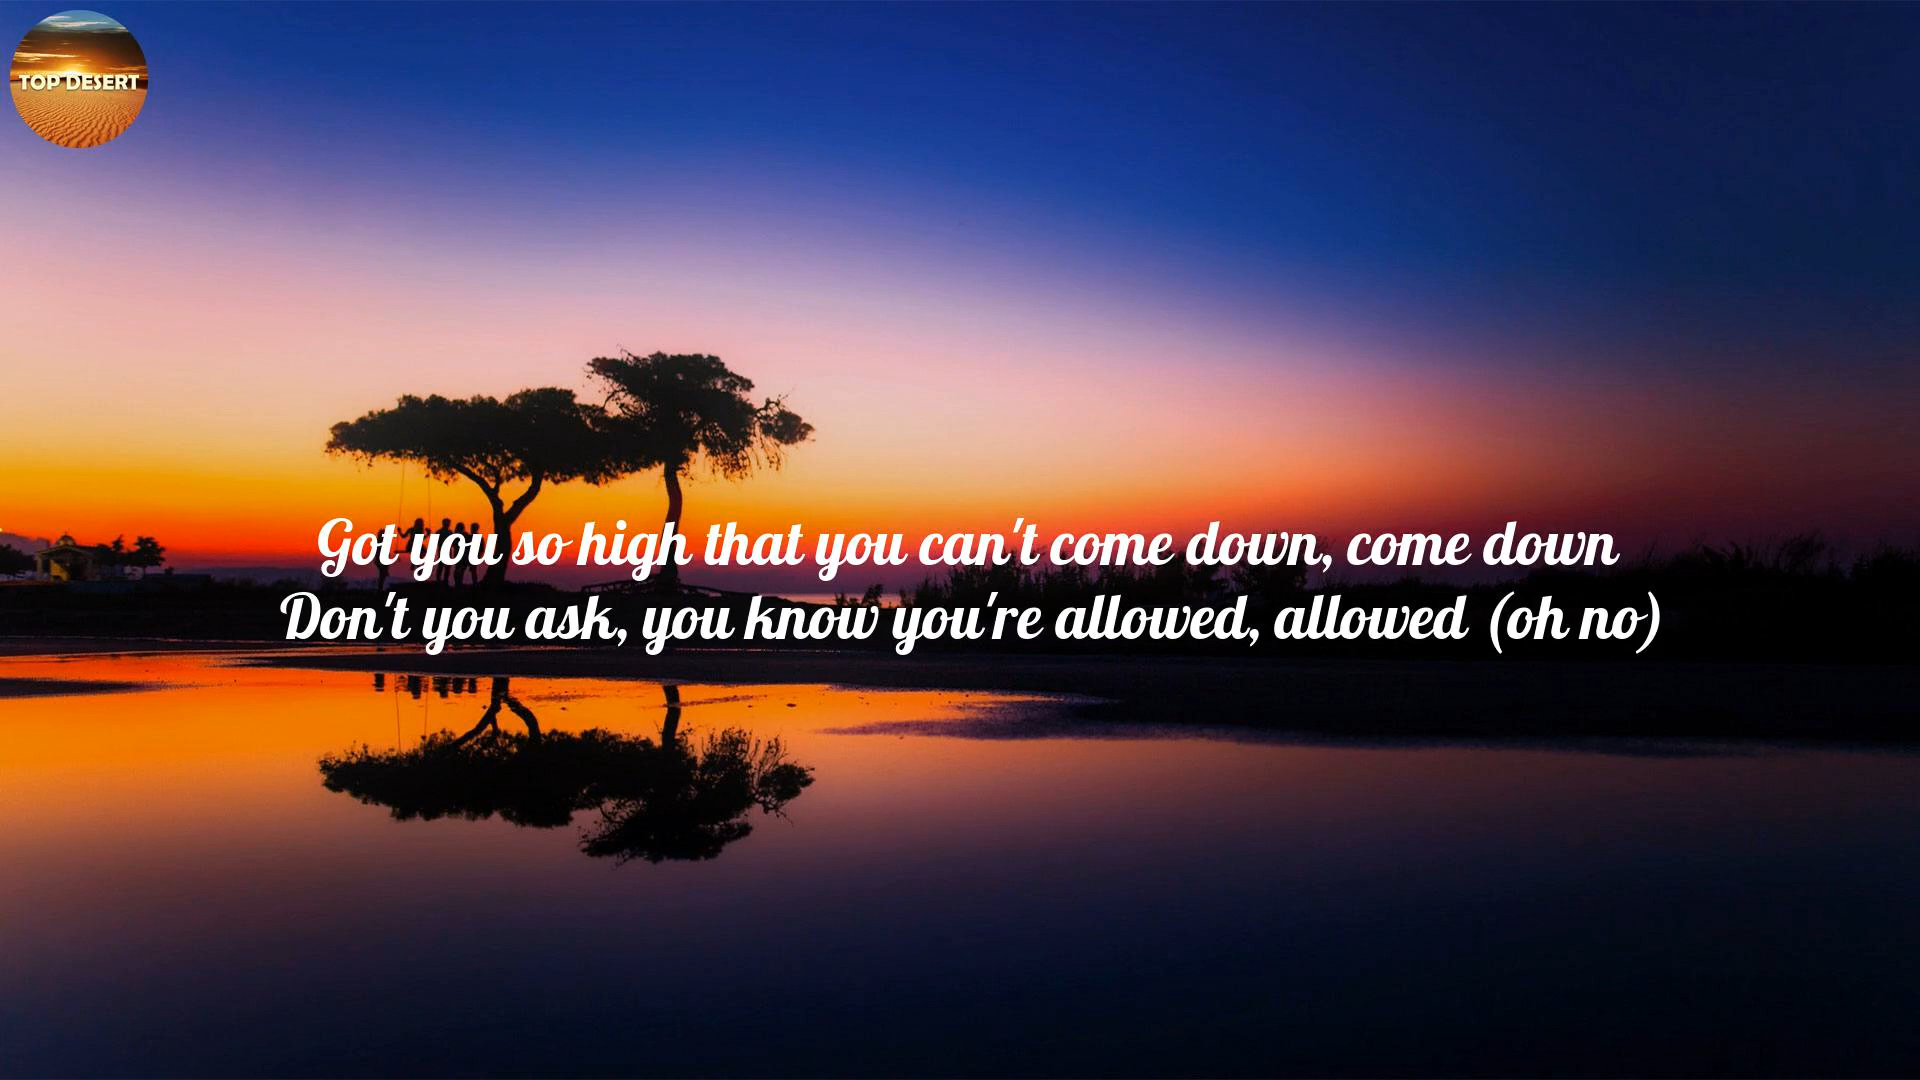 TOP DESERT
Got you so high that you can't come down, come down
Don't you ask, you know you're allowed, allowed (oh no)